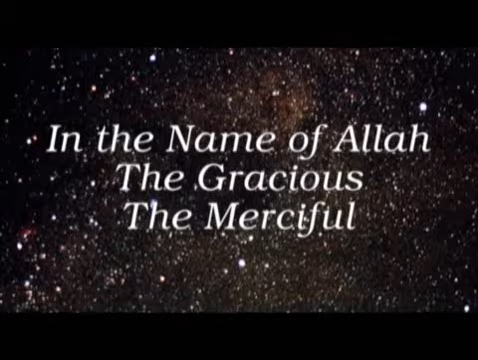 In the Name of Allah
The Gracious
The Merciful